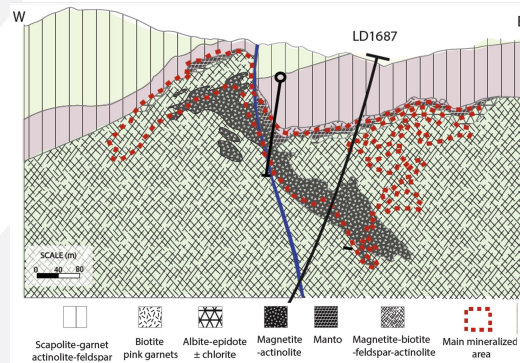 W
E
LD1687
SCALE (m)
0 40 80
Scapolite-garnet
actinolite-feldspar
Biotite
pink garnets
Albite-epidote
± chlorite
Magnetite
-actinolite
Manto
Magnetite-biotite
-feldspar-actinolite
Main mineralized
area